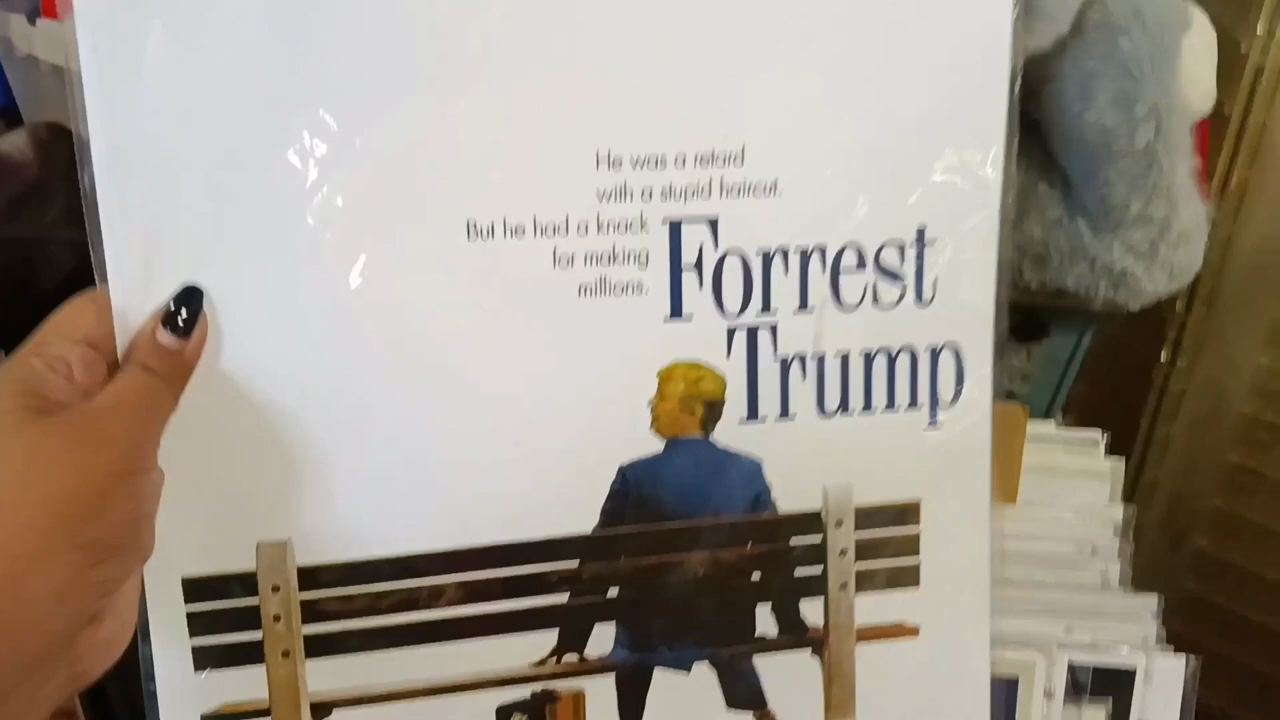 He was a retard
with a stupid haircut.
But he had a knack
for making
millions.
Forrest
Trump